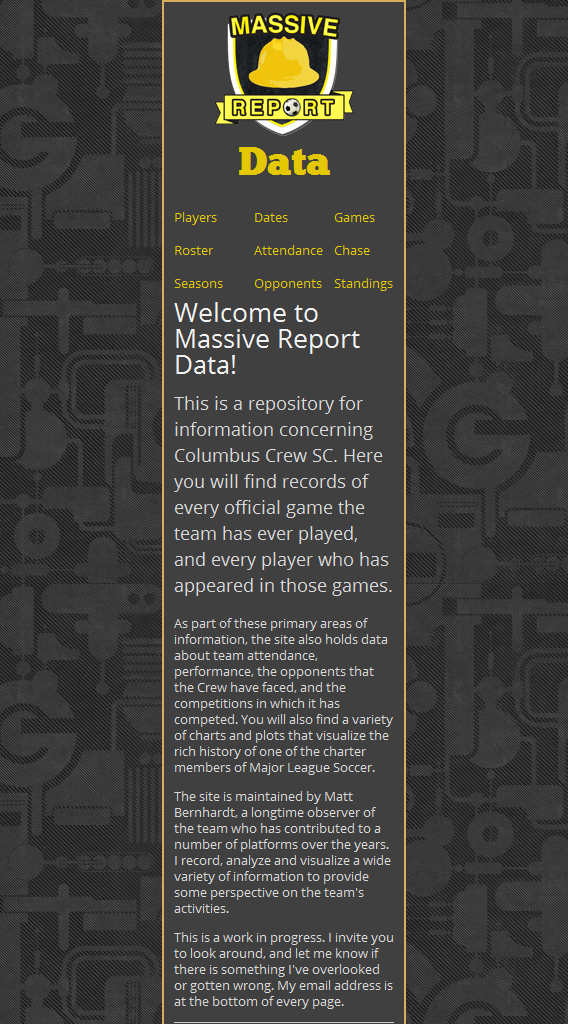 MASSIVE
REPORT
Data
Players Dates Games
Roster Attendance Chase
Seasons Opponents Standings
Welcome to
Massive Report
Data!
This is a repository for
information concerning
Columbus Crew SC. Here
you will find records of
every official game the
team has ever played,
and every player who has
appeared in those games.
As part of these primary areas of
information, the site also holds data
about team attendance,
performance, the opponents that
the Crew have faced, and the
competitions in which it has
competed. You will also find a variety
of charts and plots that visualize the
rich history of one of the charter
members of Major League Soccer.
The site is maintained by Matt
Bernhardt, a longtime observer of
the team who has contributed to a
number of platforms over the years.
I record, analyze and visualize a wide
variety of information to provide
some perspective on the team's
activities.
This is a work in progress. I invite you
to look around, and let me know if
there is something I've overlooked
or gotten wrong. My email address is
at the bottom of every page.